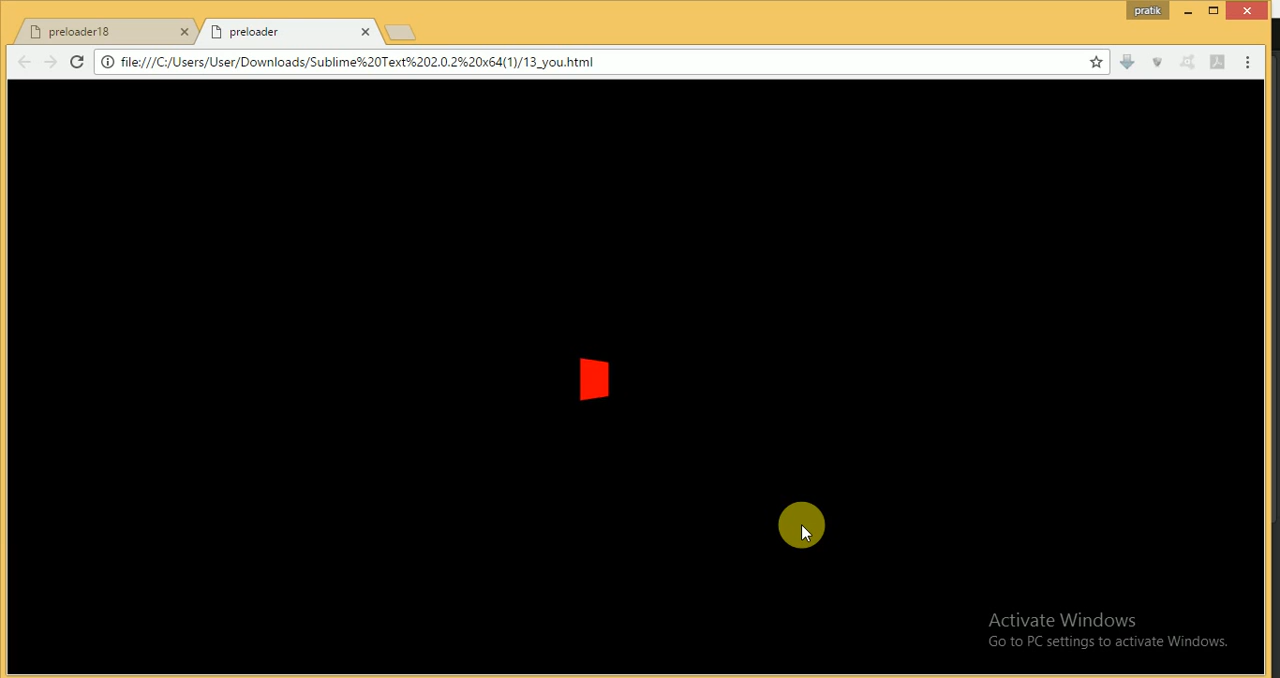 pratik
preloader18
preloader
file:///C:/Users/User/Downloads/Sublime%20Text%202.0.2%20x64(1)/13_you.html
Activate Windows
Go to PC settings to activate Windows.